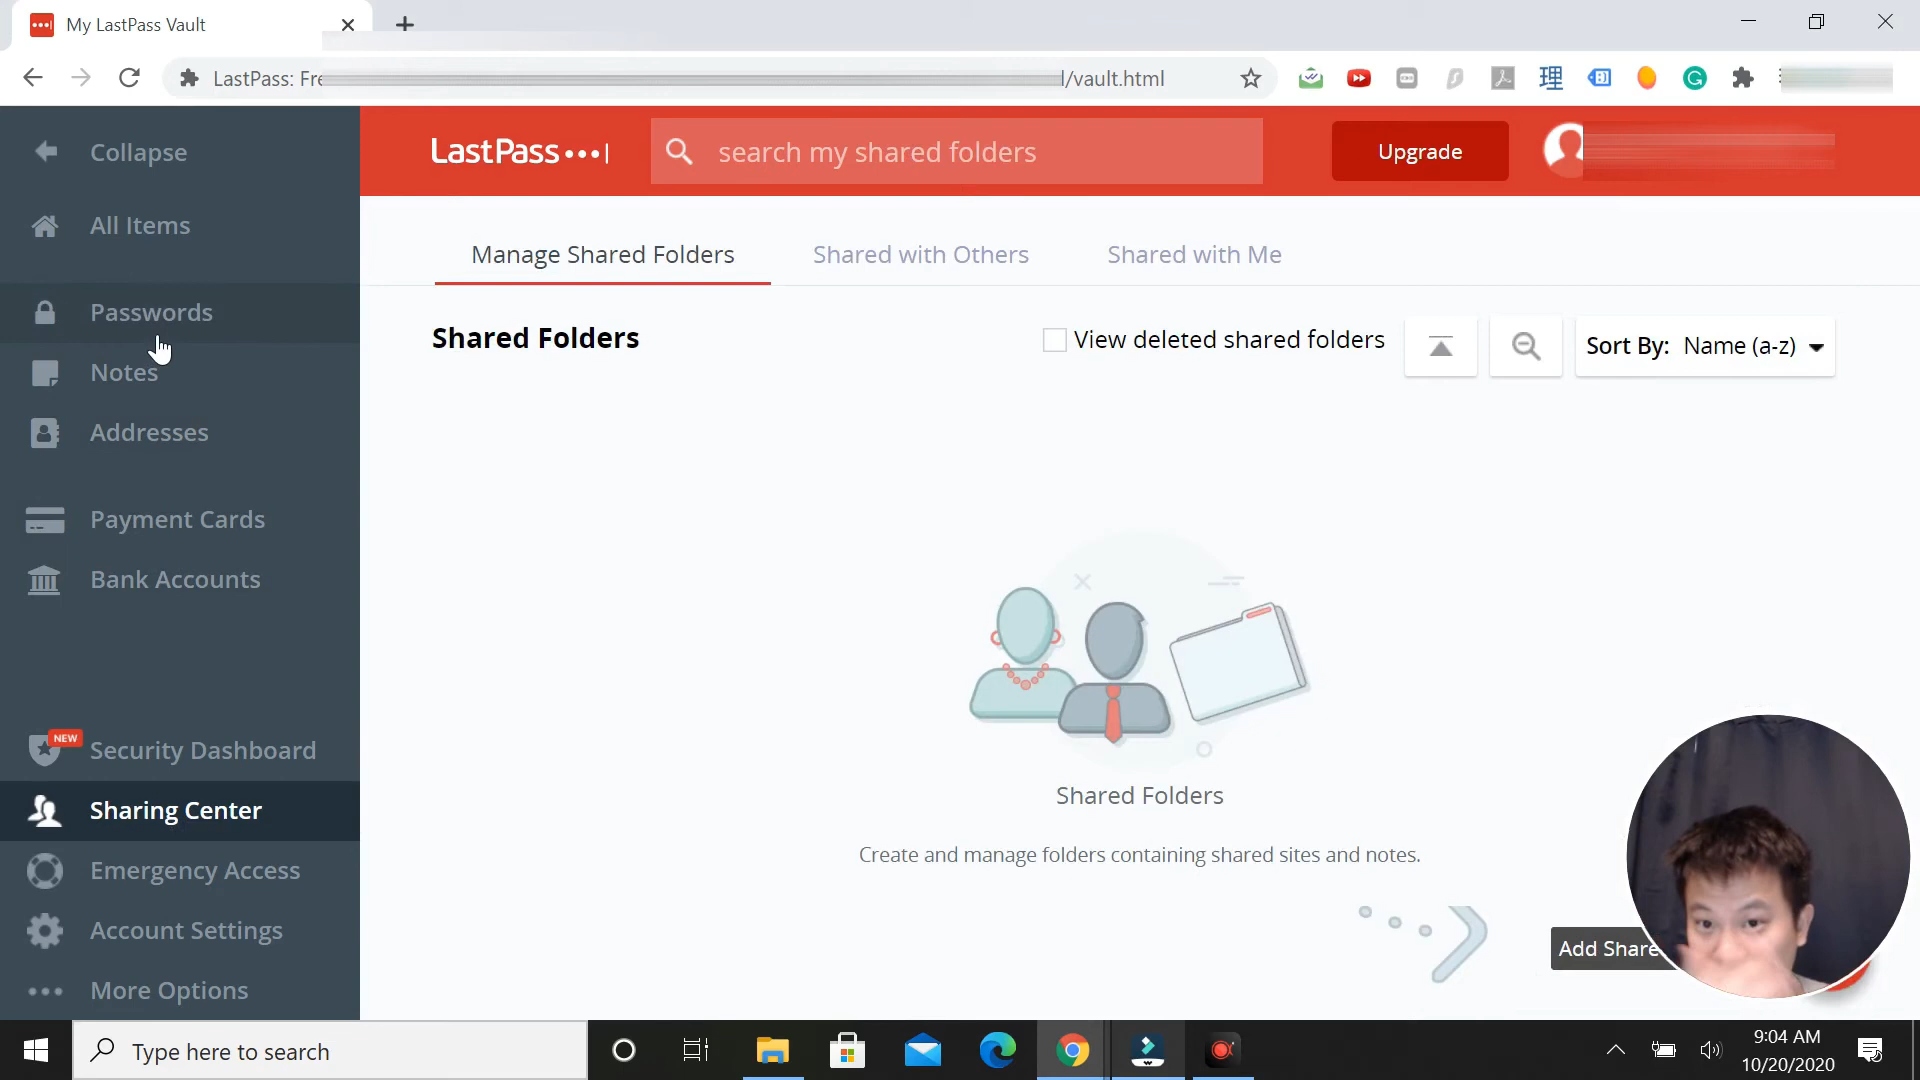 My LastPass Vault
LastPass: Fre
l/vault.html
Collapse
LastPass
search my shared folders
Upgrade
All Items
Passwords
Notes
Addresses
Payment Cards
Bank Accounts
NEW
Security Dashboard
Sharing Center
Emergency Access
Account Settings
More Options
Manage Shared Folders
Shared with Others
Shared with Me
Shared Folders
View deleted shared folders
Sort By: Name (a-z)
Shared Folders
Create and manage folders containing shared sites and notes.
Add Share
理
Type here to search
9:04 AM
10/20/2020